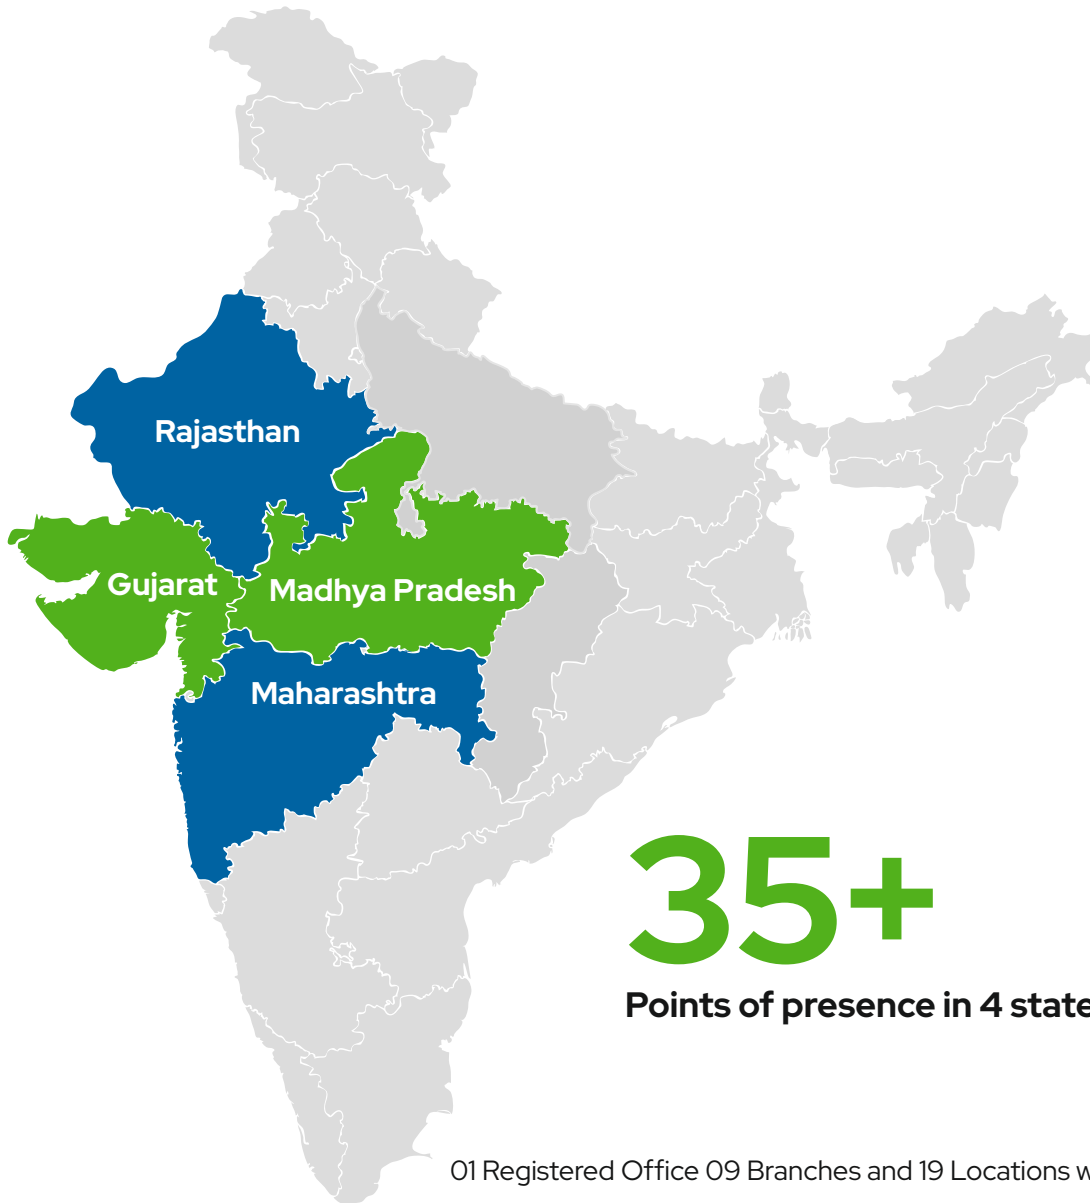 Rajasthan
Gujarat
Madhya Pradesh
Maharashtra
35+
Points of presence in 4 state
01 Registered Office 09 Branches and 19 Locations w